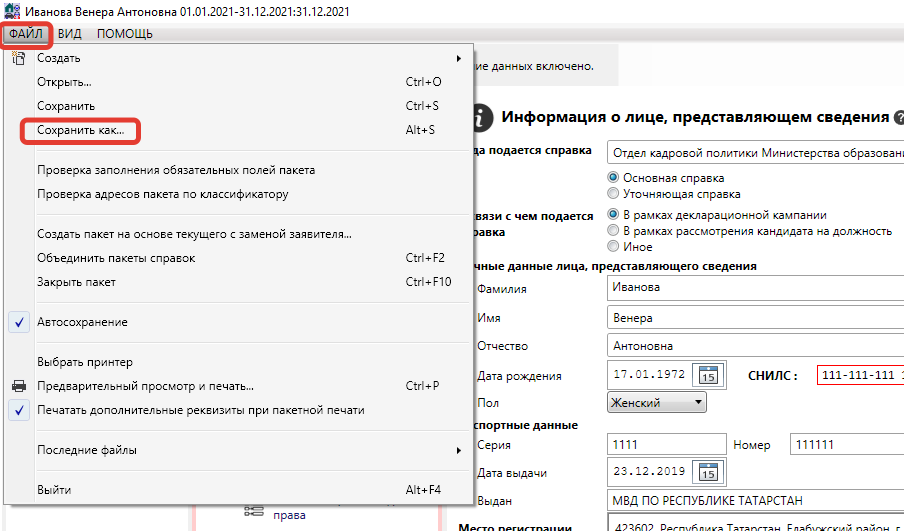 Иванова Венера Антоновна 01.01.2021-31.12.2021:31.12.2021
ФАЙЛ ВИД ПОМОЩЬ
Создать
Открыть... Ctrl+O
Сохранить Ctrl+S
Сохранить как... Alt+S
Проверка заполнения обязательных полей пакета
Проверка адресов пакета по классификатору
Создать пакет на основе текущего с заменой заявителя...
Объединить пакеты справок Ctrl+F2
Закрыть пакет Ctrl+F10
Автосохранение
Выбрать принтер
Предварительный просмотр и печать... Ctrl+P
Печатать дополнительные реквизиты при пакетной печати
Последние файлы
Выйти Alt+F4
права
данных включено.
Информация о лице, представляющем сведения ?
подается справка Отдел кадровой политики Министерства
Основная справка
Уточняющая справка
с чем подается В рамках декларационной кампании
В рамках рассмотрения кандидата на должность
Иное
данные лица, представляющего сведения
Фамилия Иванова
Имя Венера
Отчество Антоновна
Дата рождения 17.01.1972 15 СНИЛС : 111-111-111
Пол Женский
данные
Серия 1111 Номер 111111
Дата выдачи 23.12.2019 15
Выдан МВД ПО РЕСПУБЛИКЕ ТАТАРСТАН
Место регистрации 423602, Республика Татарстан, Елабужский район, г